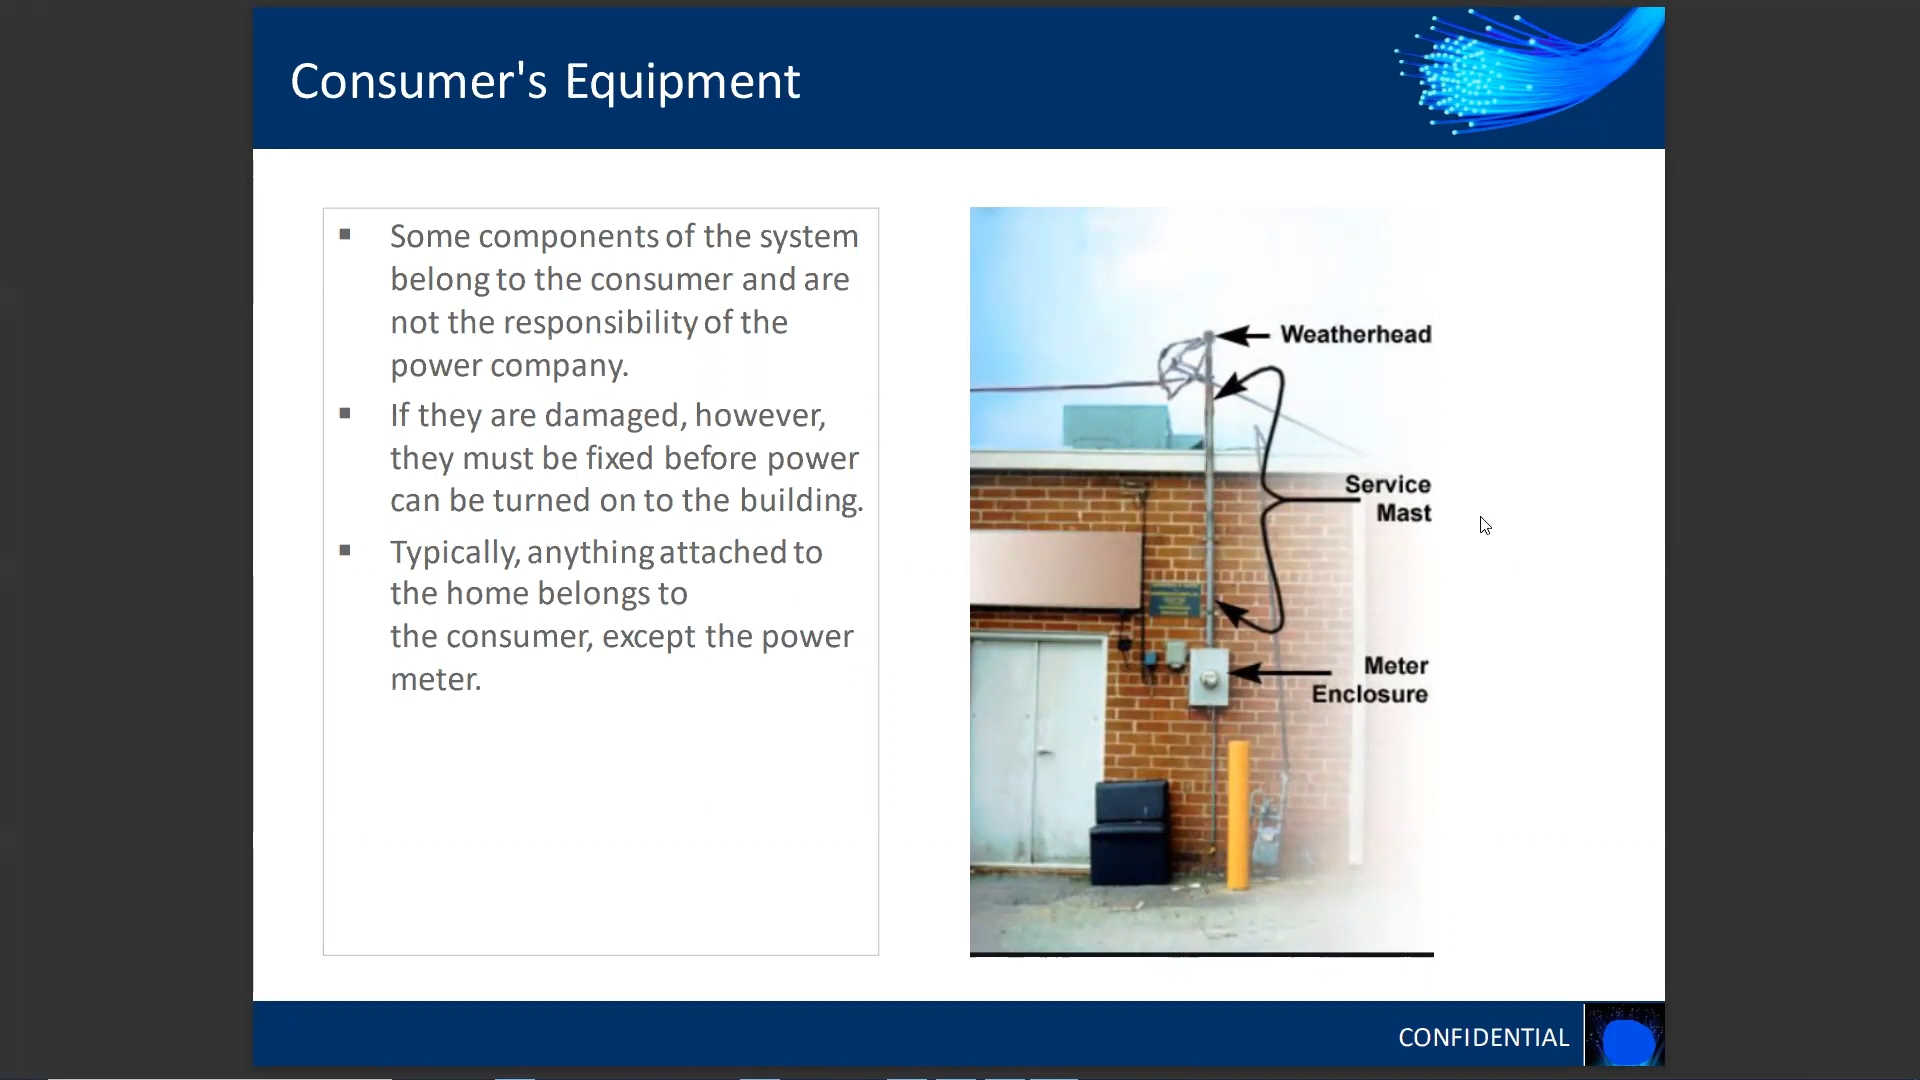 Consumer's Equipment
Some components of the system
belong to the consumer and are
not the responsibility of the
power company.
If they are damaged, however,
they must be fixed before power
can be turned on to the building.
Typically, anything attached to
the home belongs to
the consumer, except the power
meter.
Weatherhead
Service
Mast
Meter
Enclosure
CONFIDENTIAL